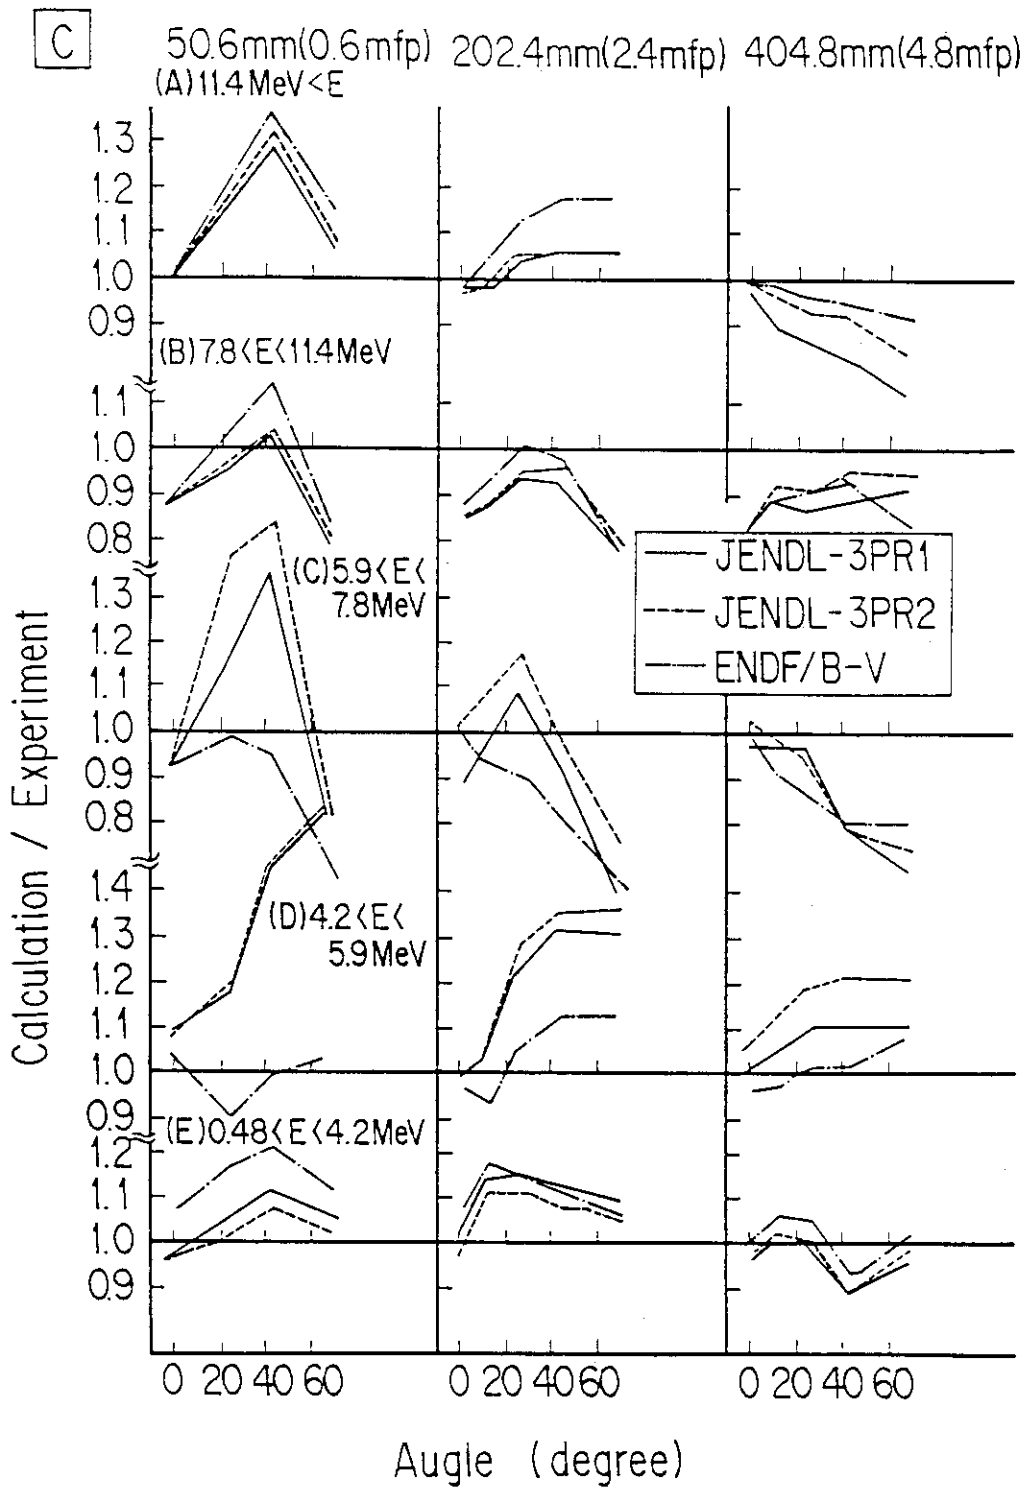 C
50.6mm(0.6mfp) 202.4mm(2.4mfp) 404.8mm(4.8mfp)
(A)11.4MeV<E
1.3
1.2
1.1
1.0
0.9
(B)7.8<E<11.4MeV
1.1
1.0
0.9
0.8
(C)5.9<E<
7.8MeV
1.3
1.2
1.1
1.0
0.9
0.8
JENDL-3PR1
JENDL-3PR2
ENDF/B-V
(D)4.2<E<
5.9MeV
1.4
1.3
1.2
1.1
1.0
0.9
(E)0.48<E<4.2MeV
1.2
1.1
1.0
0.9
0 20 40 60 0 20 40 60 0 20 40 60
Calculation / Experiment
Augle (degree)